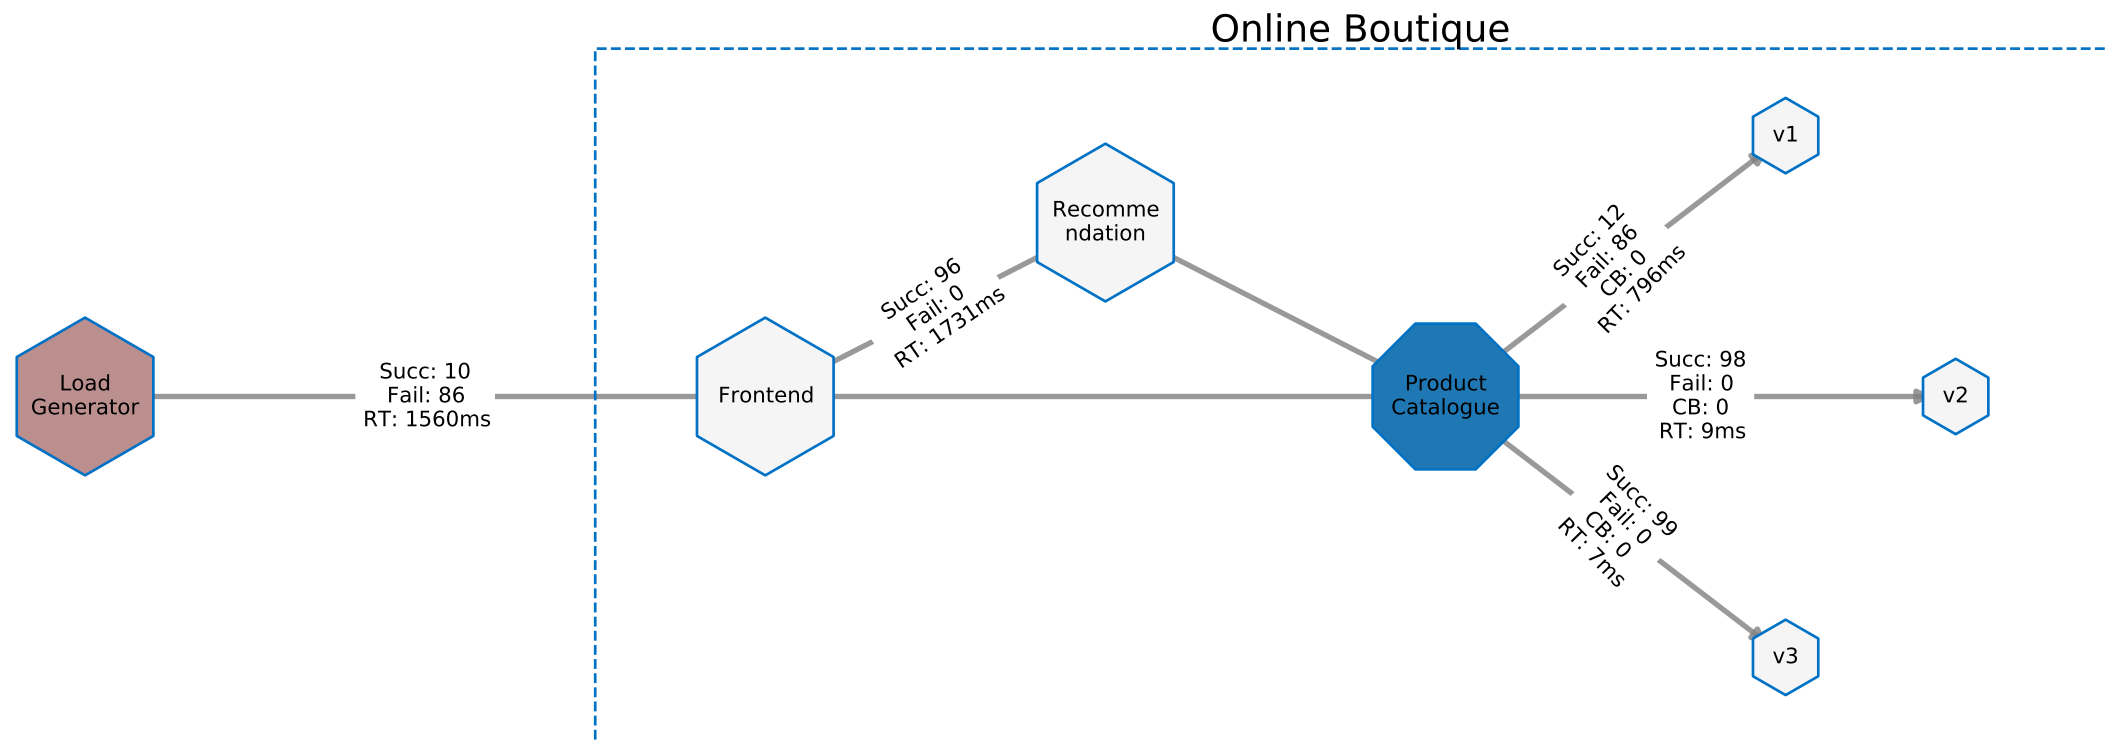 Online Boutique
v1
Recomme
ndation
Succ: 12
Fail: 86
CB: 0
RT: 796ms
Succ: 96
Fail: 0
RT: 1731ms
Load
Generator
Succ: 10
Fail: 86
RT: 1560ms
Frontend
Product
Catalogue
Succ: 98
Fail: 0
CB: 0
RT: 9ms
v2
Succ: 99
Fail: 0
CB: 0
RT: 7ms
v3